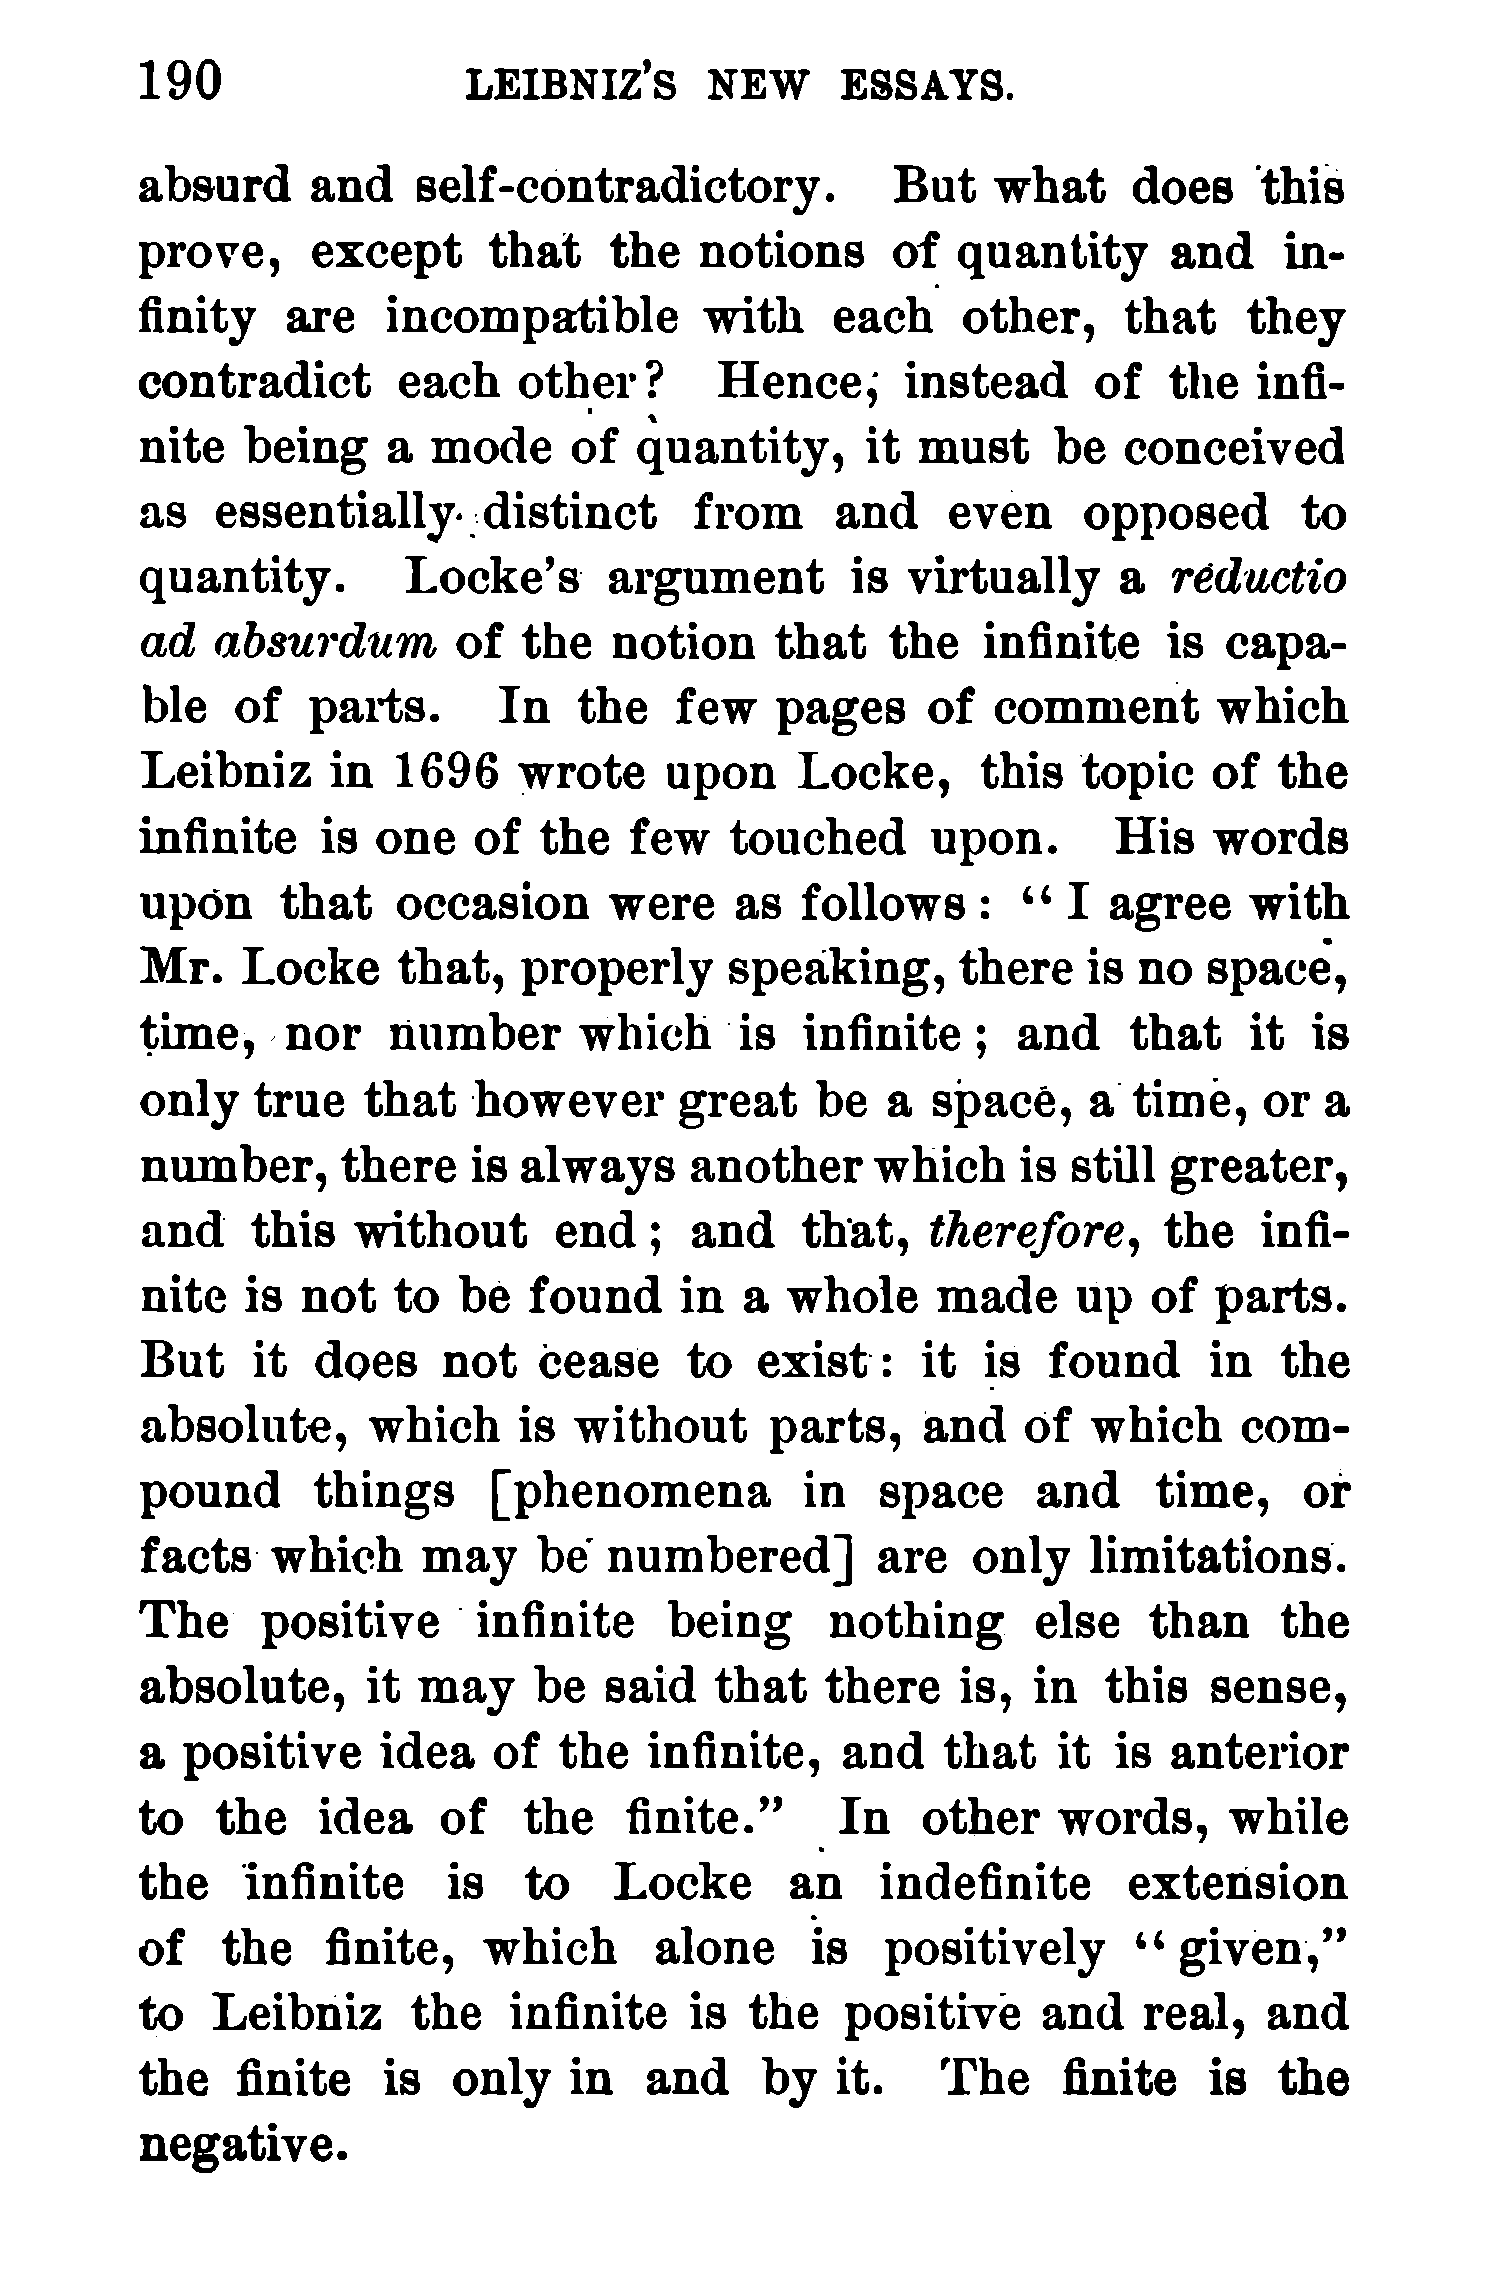 190 LEIBNIZ'S NEW ESSAYS.
absurd and self-contradictory. But what does this
prove, except that the notions of quantity and in-
finity are incompatible with each other, that they
contradict each other? Hence, instead of the infi-
nite being a mode of quantity, it must be conceived
as essentially distinct from and even opposed to
quantity. Locke's argument is virtually a reductio
ad absurdum of the notion that the infinite is capa-
ble of parts. In the few pages of comment which
Leibniz in 1696 wrote upon Locke, this topic of the
infinite is one of the few touched upon. His words
upon that occasion were as follows: "I agree with
Mr. Locke that, properly speaking, there is no space,
time, nor number which is infinite; and that it is
only true that however great be a space, a time, or a
number, there is always another which is still greater,
and this without end; and that, therefore, the infi-
nite is not to be found in a whole made up of parts.
But it does not cease to exist: it is found in the
absolute, which is without parts, and of which com-
pound things [phenomena in space and time, or
facts which may be numbered] are only limitations.
The positive infinite being nothing else than the
absolute, it may be said that there is, in this sense,
a positive idea of the infinite, and that it is anterior
to the idea of the finite." In other words, while
the infinite is to Locke an indefinite extension
of the finite, which alone is positively "given,"
to Leibniz the infinite is the positive and real, and
the finite is only in and by it. The finite is the
negative.